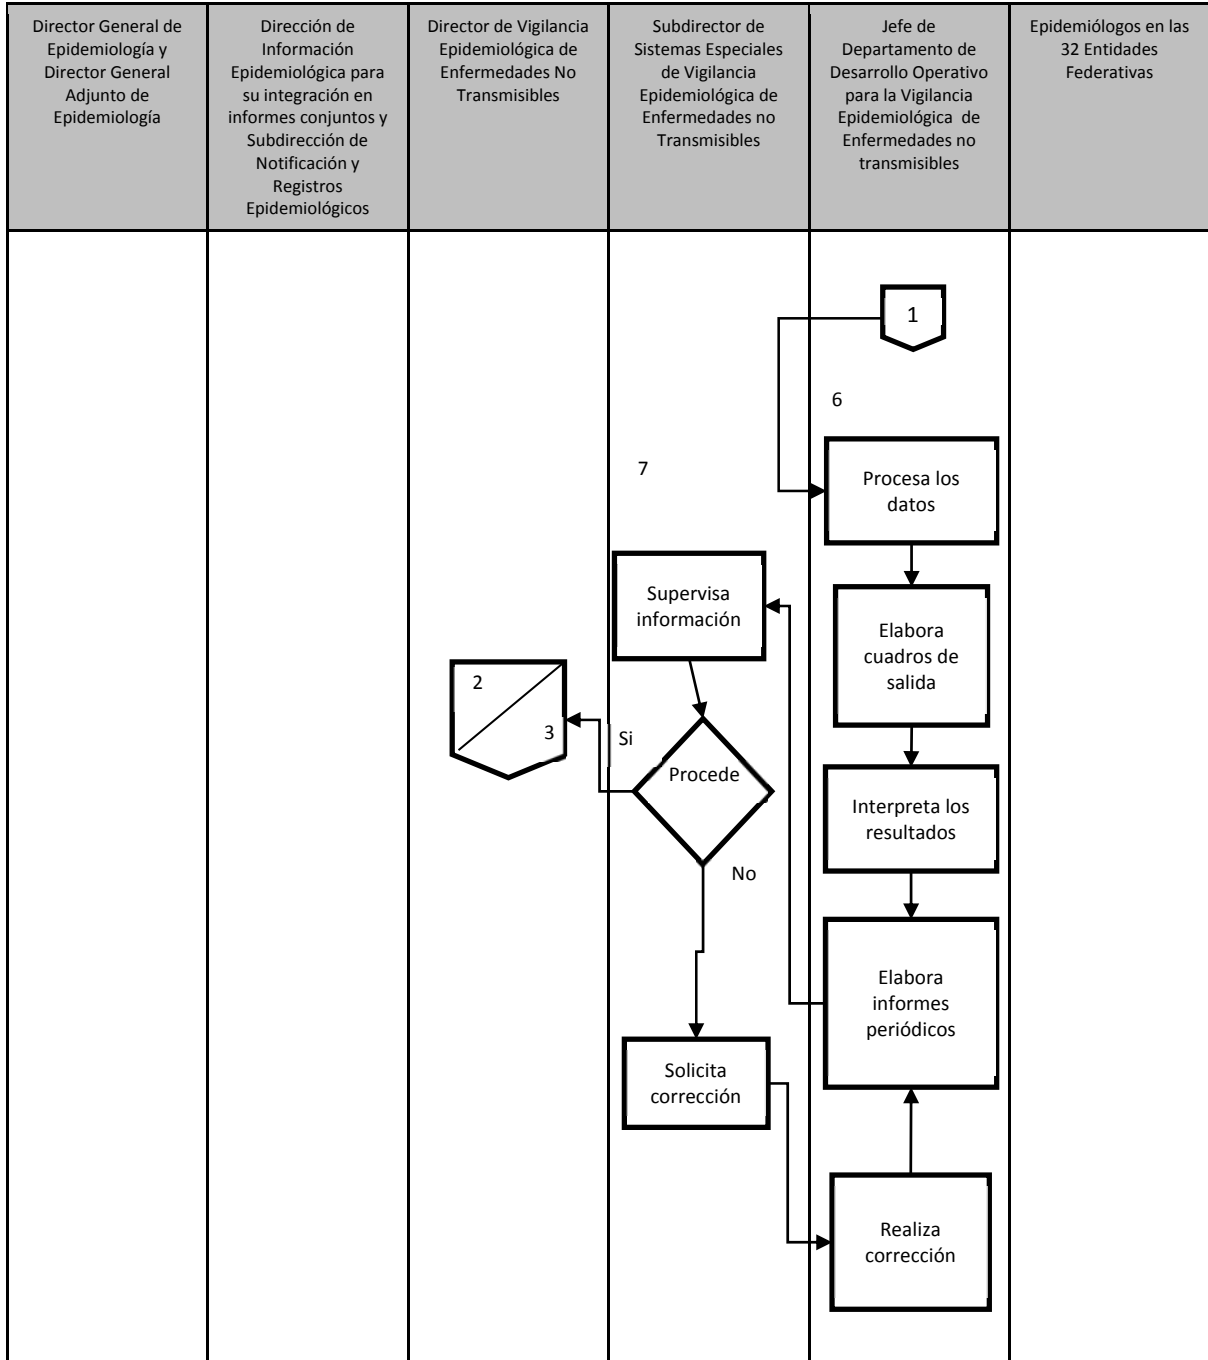 Director General de
Epidemiología y
Director General
Adjunto de
Epidemiología
Dirección de
Información
Epidemiológica para
su integración en
informes conjuntos y
Subdirección de
Notificación y
Registros
Epidemiológicos
Director de Vigilancia
Epidemiológica de
Enfermedades No
Transmisibles
Subdirector de
Sistemas Especiales
de Vigilancia
Epidemiológica de
Enfermedades no
Transmisibles
Jefe de
Departamento de
Desarrollo Operativo
para la Vigilancia
Epidemiológica de
Enfermedades no
transmisibles
Epidemiólogos en las
32 Entidades
Federativas
1
6
Procesa los
datos
Elabora
cuadros de
salida
Interpreta los
resultados
Elabora
informes
periódicos
7
Supervisa
información
Procede
Si
2
3
No
Solicita
corrección
Realiza
corrección